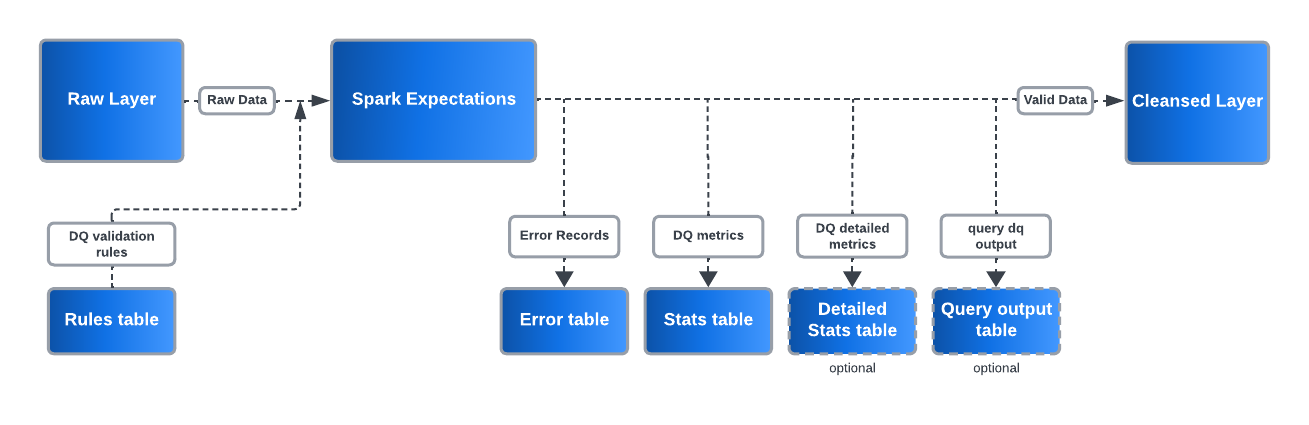 Raw Layer
Raw Data
Spark Expectations
Valid Data
Cleansed Layer
DQ validation
rules
Rules table
Error Records
DQ metrics
DQ detailed
metrics
query dq
output
Error table
Stats table
Detailed
Stats table
optional
Query output
table
optional